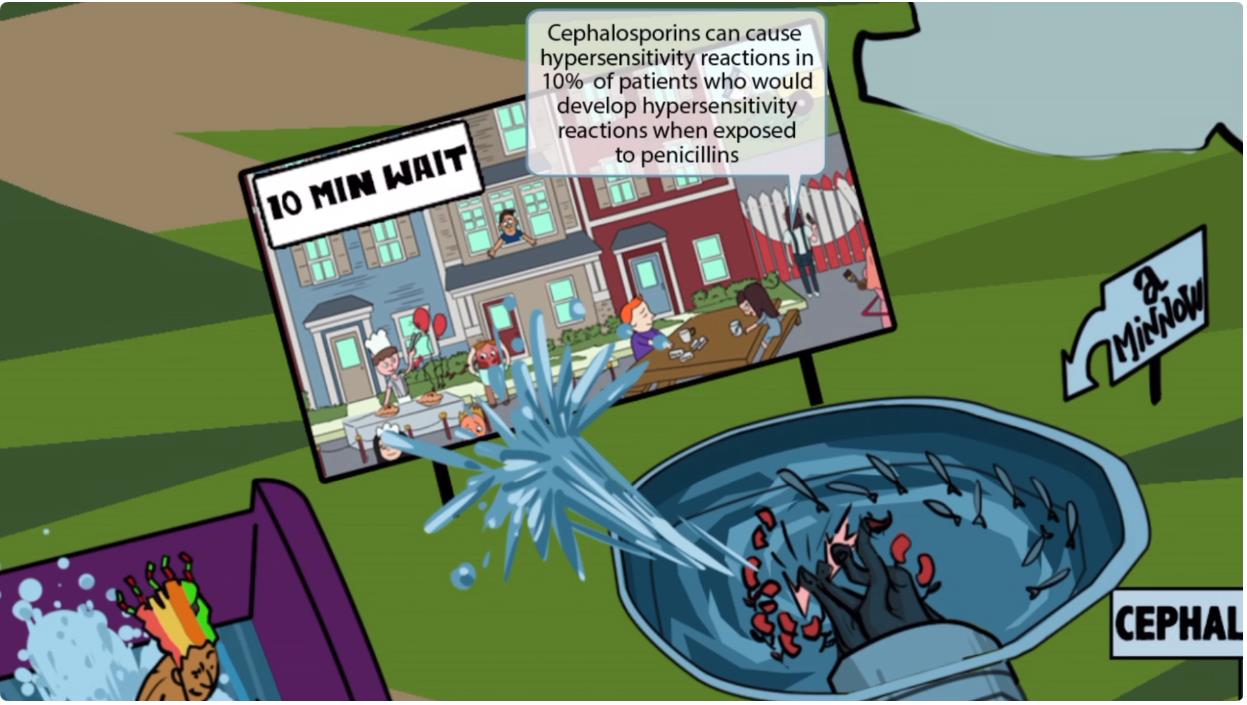 Cephalosporins can cause
hypersensitivity reactions in
10% of patients who would
develop hypersensitivity
reactions when exposed
to penicillins
10 MIN WAIT
a
MINNOW
CEPHAL